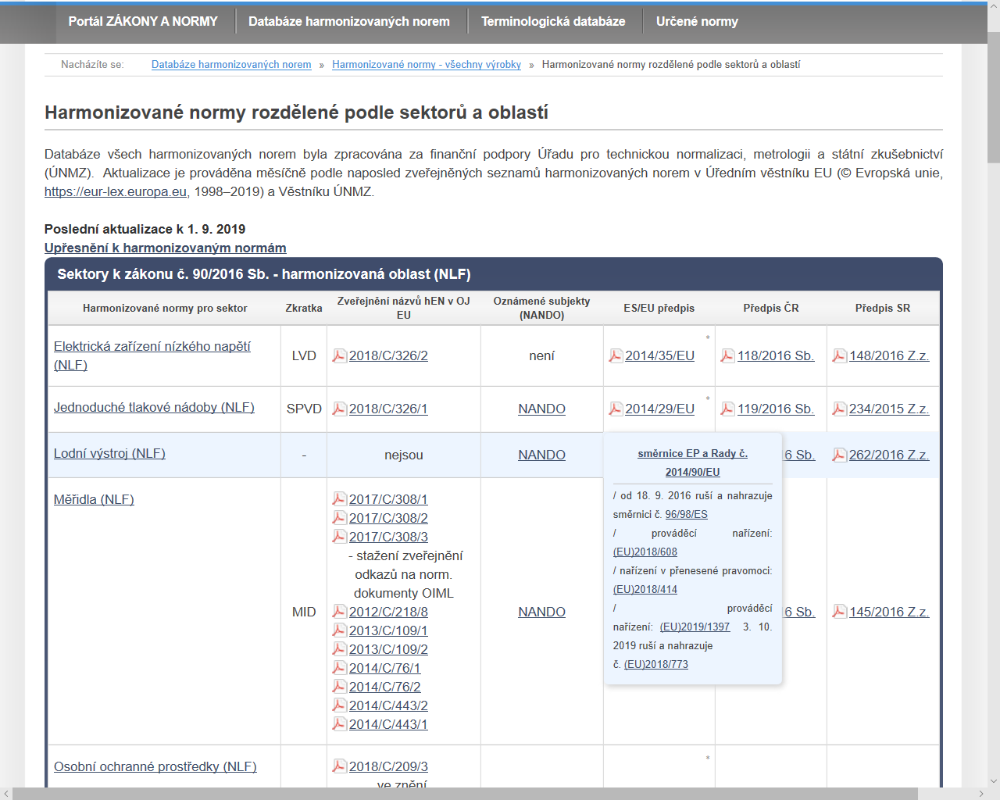 Portál ZÁKONY A NORMY
Databáze harmonizovaných norem
Terminologická databáze
Určené normy
Nacházíte se: Databáze harmonizovaných norem » Harmonizované normy - všechny výrobky » Harmonizované normy rozdělené podle sektorů a oblastí
Harmonizované normy rozdělené podle sektorů a oblastí
Databáze všech harmonizovaných norem byla zpracována za finanční podpory Úřadu pro technickou normalizaci, metrologii a státní zkušebnictví
(ÚNMZ). Aktualizace je prováděna měsíčně podle naposled zveřejněných seznamů harmonizovaných norem v Úředním věstníku EU (© Evropská unie,
https://eur-lex.europa.eu, 1998–2019) a Věstníku ÚNMZ.
Poslední aktualizace k 1. 9. 2019
Upřesnění k harmonizovaným normám
Sektory k zákonu č. 90/2016 Sb. - harmonizovaná oblast (NLF)
Harmonizované normy pro sektor
Zkratka
Zveřejnění názvů hEN v OJ
EU
Oznámené subjekty
(NANDO)
ES/EU předpis
Předpis ČR
Předpis SR
Elektrická zařízení nízkého napětí
(NLF)
LVD
2018/C/326/2
není
*
2014/35/EU
118/2016 Sb.
148/2016 Z.z.
Jednoduché tlakové nádoby (NLF)
SPVD
2018/C/326/1
NANDO
*
2014/29/EU
119/2016 Sb.
234/2015 Z.z.
Lodní výstroj (NLF)
-
nejsou
NANDO
6 Sb.
262/2016 Z.z.
směrnice EP a Rady č.
2014/90/EU
/ od 18. 9. 2016 ruší a nahrazuje
směrnici č. 96/98/ES
/ prováděcí nařízení:
(EU)2018/608
/ nařízení v přenesené pravomoci:
(EU)2018/414
/ prováděcí
nařízení: (EU)2019/1397 3. 10.
2019 ruší a nahrazuje
č. (EU)2018/773
Měřidla (NLF)
MID
2017/C/308/1
2017/C/308/2
2017/C/308/3
- stažení zveřejnění
odkazů na norm.
dokumenty OIML
2012/C/218/8
2013/C/109/1
2013/C/109/2
2014/C/76/1
2014/C/76/2
2014/C/443/2
2014/C/443/1
NANDO
6 Sb.
145/2016 Z.z.
Osobní ochranné prostředky (NLF)
2018/C/209/3
ve znění
*